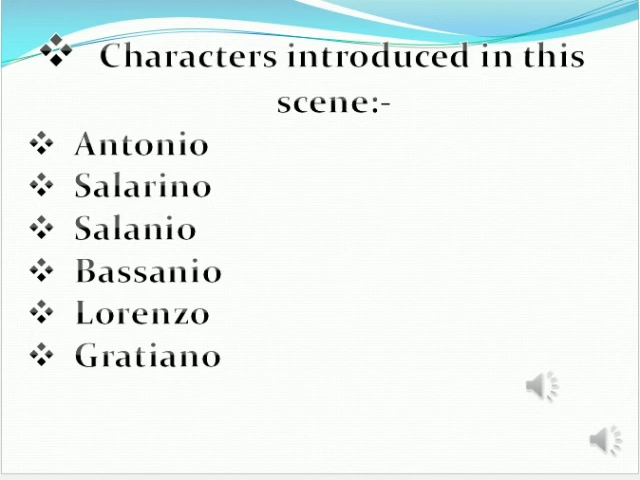 Characters introduced in this
scene:-
Antonio
Salarino
Salanio
Bassanio
Lorenzo
Gratiano